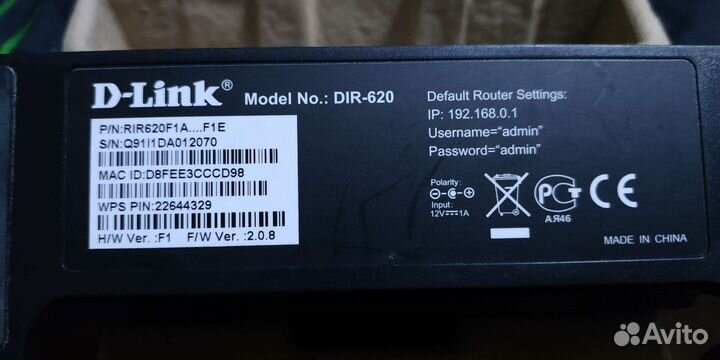 D-Link®
Model No.: DIR-620
P/N:RIR620F1A....F1E
S/N:Q91I1DA012070
MAC ID:D8FEE3CCCD98
WPS PIN:22644329
H/W Ver. :F1 F/W Ver. :2.0.8
Default Router Settings:
IP: 192.168.0.1
Username="admin"
Password="admin"
Polarity:
Input:
12V⎓1A
АЯ46
CE
MADE IN CHINA
Avito